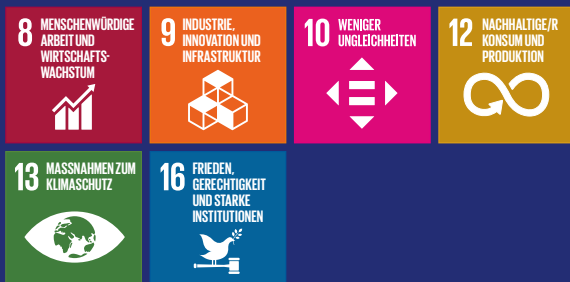 8 MENSCHENWÜRDIGE
ARBEIT UND
WIRTSCHAFTS-
WACHSTUM
9 INDUSTRIE,
INNOVATION UND
INFRASTRUKTUR
10 WENIGER
UNGLEICHHEITEN
12 NACHHALTIGE/R
KONSUM UND
PRODUKTION
13 MASSNAHMEN ZUM
KLIMASCHUTZ
16 FRIEDEN,
GERECHTIGKEIT
UND STARKE
INSTITUTIONEN